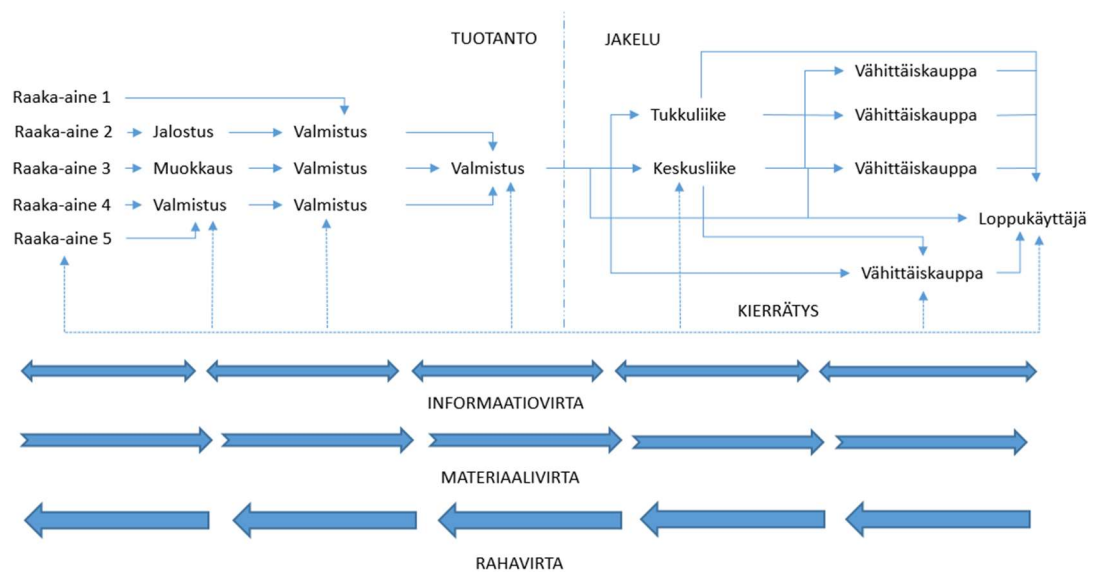 TUOTANTO
JAKELU
Raaka-aine 1
Raaka-aine 2
Jalostus
Valmistus
Raaka-aine 3
Muokkaus
Valmistus
Valmistus
Raaka-aine 4
Valmistus
Valmistus
Raaka-aine 5
Tukkuliike
Keskusliike
Vähittäiskauppa
Vähittäiskauppa
Vähittäiskauppa
Loppukäyttäjä
Vähittäiskauppa
KIERRÄTYS
INFORMAATIOVIRTA
MATERIAALIVIRTA
RAHAVIRTA